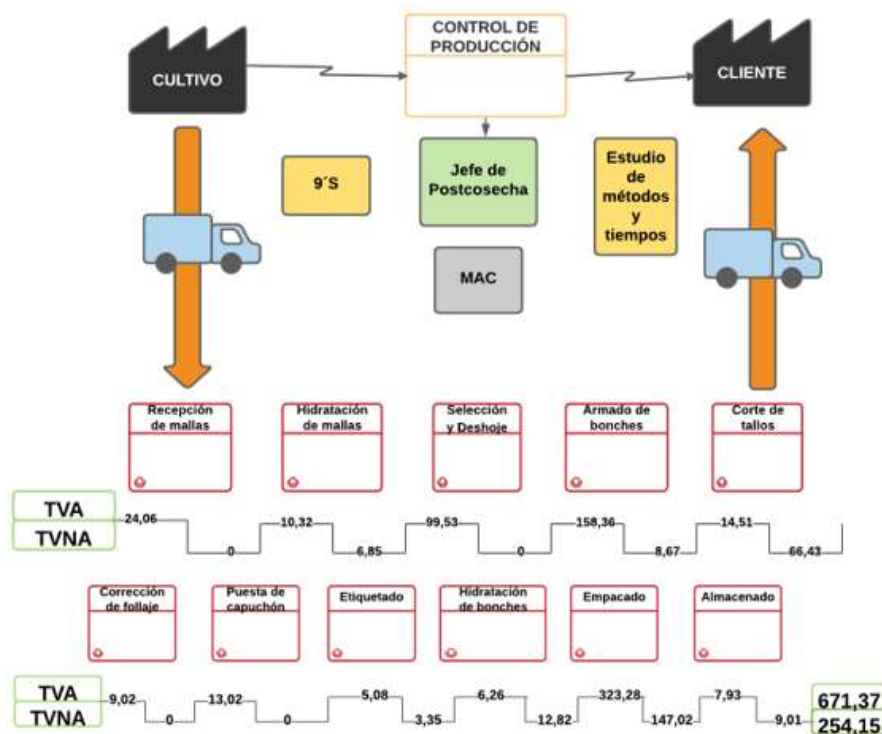 CONTROL DE
PRODUCCIÓN
CULTIVO
CLIENTE
9´S
Jefe de
Postcosecha
Estudio
de
métodos
y
tiempos
MAC
Recepción
de mallas
Hidratación
de mallas
Selección
y Deshoje
Armado de
bonches
Corte de
tallos
TVA
24,06
10,32
99,53
158,36
14,51
TVNA
0
6,85
0
8,67
66,43
Corrección
de follaje
Puesta de
capuchón
Etiquetado
Hidratación
de bonches
Empacado
Almacenado
TVA
9,02
13,02
5,08
6,26
323,28
7,93
671,37
TVNA
0
0
3,35
12,82
147,02
9,01
254,15